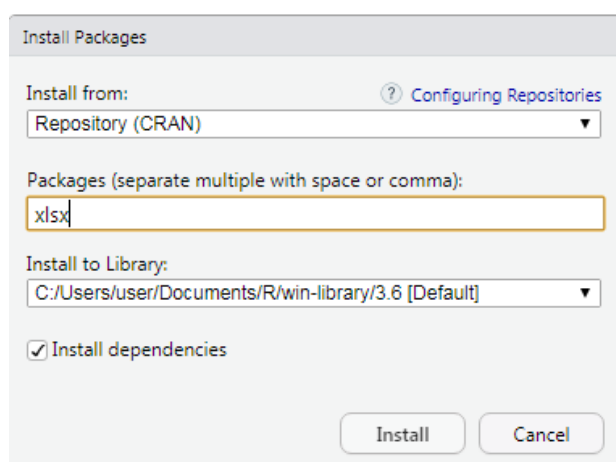 Install Packages
Install from:
? Configuring Repositories
Repository (CRAN)
Packages (separate multiple with space or comma):
xlsx
Install to Library:
C:/Users/user/Documents/R/win-library/3.6 [Default]
Install dependencies
Install
Cancel